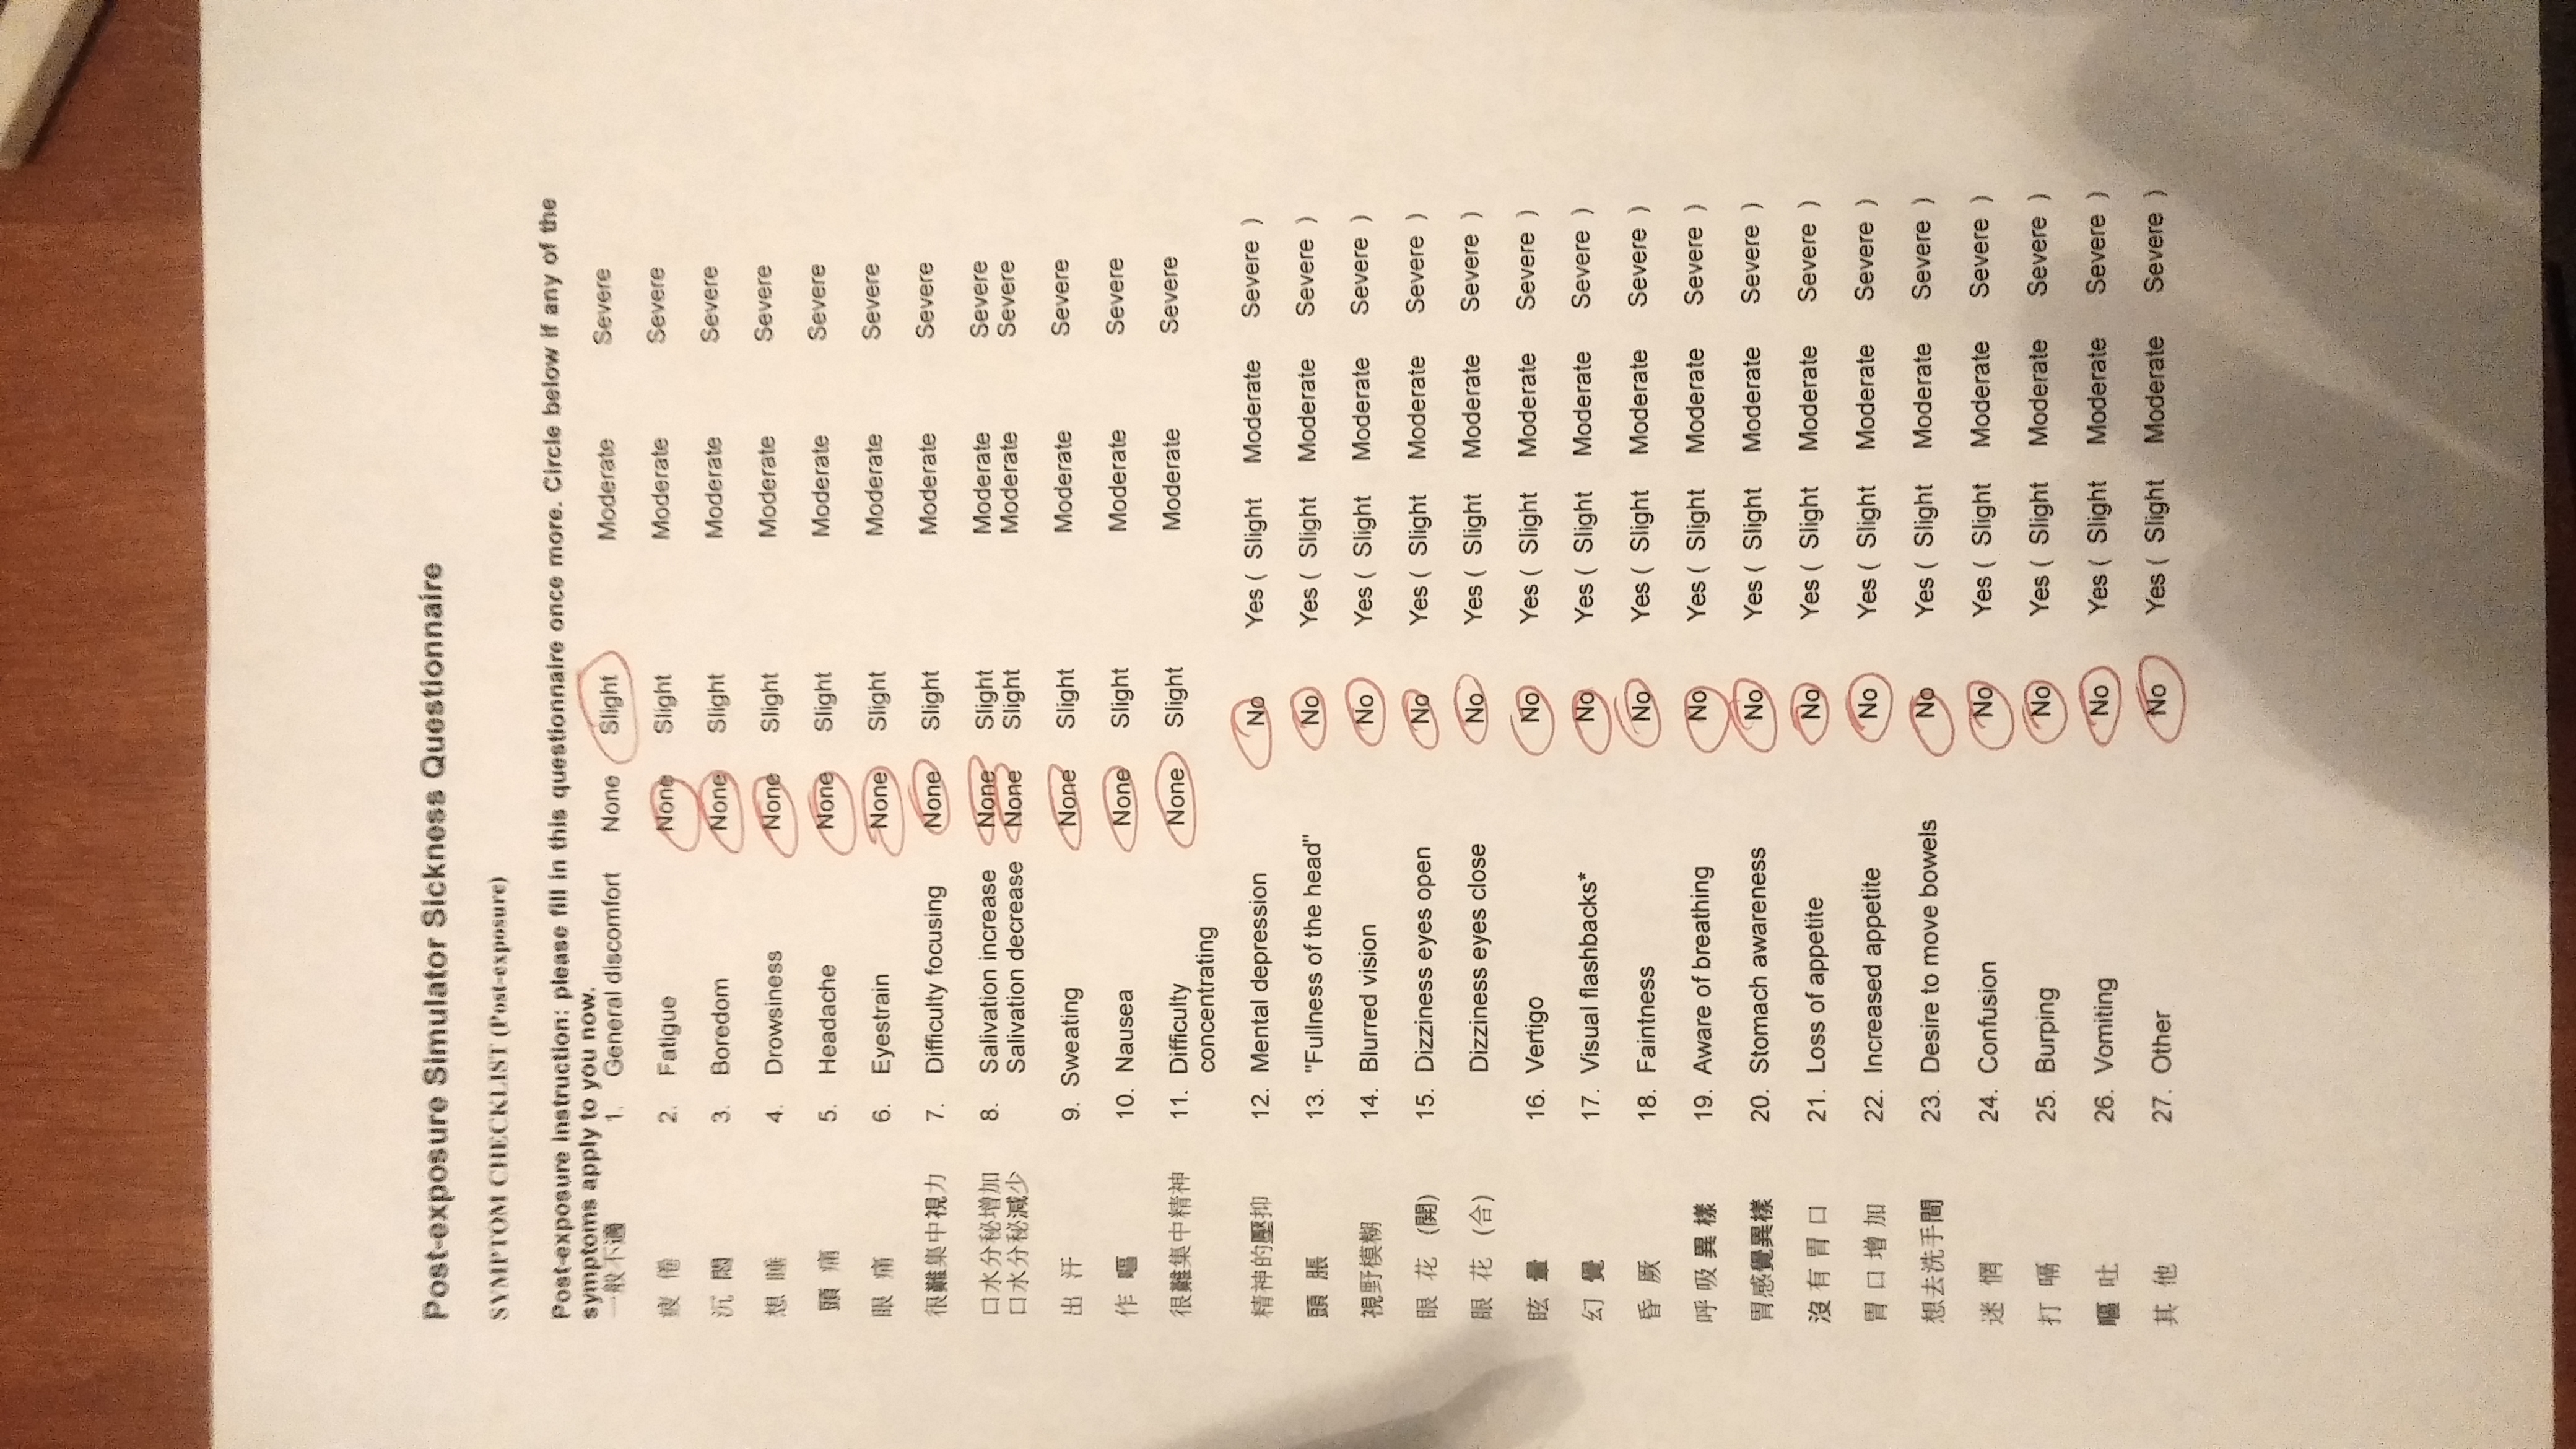 Post-exposure Simulator Sickness Questionnaire
SYMPTOM CHECKLIST (Post-exposure)
Post-exposure instruction: please fill in this questionnaire once more. Circle below if any of the
symptoms apply to you now.
一般不適 1. General discomfort None Slight Moderate Severe
疲 倦 2. Fatigue None Slight Moderate Severe
沉 悶 3. Boredom None Slight Moderate Severe
想 睡 4. Drowsiness None Slight Moderate Severe
頭 痛 5. Headache None Slight Moderate Severe
眼 痛 6. Eyestrain None Slight Moderate Severe
很難集中視力 7. Difficulty focusing None Slight Moderate Severe
口水分秘增加 8. Salivation increase None Slight Moderate Severe
口水分秘減少 Salivation decrease None Slight Moderate Severe
出 汗 9. Sweating None Slight Moderate Severe
作 嘔 10. Nausea None Slight Moderate Severe
很難集中精神 11. Difficulty None Slight Moderate Severe
concentrating
精神的壓抑 12. Mental depression No Yes ( Slight Moderate Severe )
頭 脹 13. "Fullness of the head" No Yes ( Slight Moderate Severe )
視野模糊 14. Blurred vision No Yes ( Slight Moderate Severe )
眼 花 (開) 15. Dizziness eyes open No Yes ( Slight Moderate Severe )
眼 花 (合) Dizziness eyes close No Yes ( Slight Moderate Severe )
眩 暈 16. Vertigo No Yes ( Slight Moderate Severe )
幻 覺 17. Visual flashbacks* No Yes ( Slight Moderate Severe )
昏 厥 18. Faintness No Yes ( Slight Moderate Severe )
呼 吸 異 樣 19. Aware of breathing No Yes ( Slight Moderate Severe )
胃感覺異樣 20. Stomach awareness No Yes ( Slight Moderate Severe )
沒 有 胃 口 21. Loss of appetite No Yes ( Slight Moderate Severe )
胃 口 增 加 22. Increased appetite No Yes ( Slight Moderate Severe )
想去洗手間 23. Desire to move bowels No Yes ( Slight Moderate Severe )
迷 惘 24. Confusion No Yes ( Slight Moderate Severe )
打 嗝 25. Burping No Yes ( Slight Moderate Severe )
嘔 吐 26. Vomiting No Yes ( Slight Moderate Severe )
其 他 27. Other No Yes ( Slight Moderate Severe )